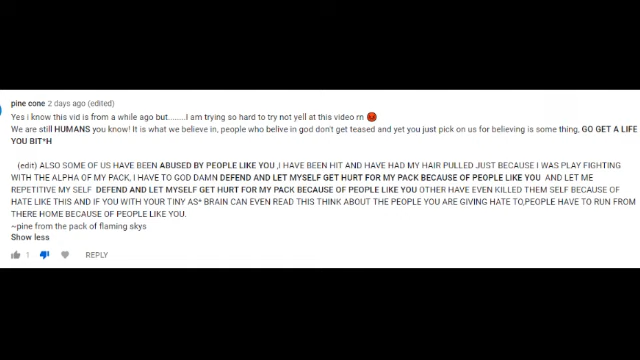 pine cone 2 days ago (edited)
Yes i know this vid is from a while ago but........I am trying so hard to try not yell at this video rn 😡
We are still HUMANS you know! It is what we believe in, people who belive in god don't get teased and yet you just pick on us for believing is some thing, GO GET A LIFE
YOU BIT*H
(edit) ALSO SOME OF US HAVE BEEN ABUSED BY PEOPLE LIKE YOU ,I HAVE BEEN HIT AND HAVE HAD MY HAIR PULLED JUST BECAUSE I WAS PLAY FIGHTING
WITH THE ALPHA OF MY PACK, I HAVE TO GOD DAMN DEFEND AND LET MYSELF GET HURT FOR MY PACK BECAUSE OF PEOPLE LIKE YOU AND LET ME
REPETITIVE MY SELF DEFEND AND LET MYSELF GET HURT FOR MY PACK BECAUSE OF PEOPLE LIKE YOU OTHER HAVE EVEN KILLED THEM SELF BECAUSE OF
HATE LIKE THIS AND IF YOU WITH YOUR TINY AS* BRAIN CAN EVEN READ THIS THINK ABOUT THE PEOPLE YOU ARE GIVING HATE TO,PEOPLE HAVE TO RUN FROM
THERE HOME BECAUSE OF PEOPLE LIKE YOU.
~pine from the pack of flaming skys
Show less
1 REPLY